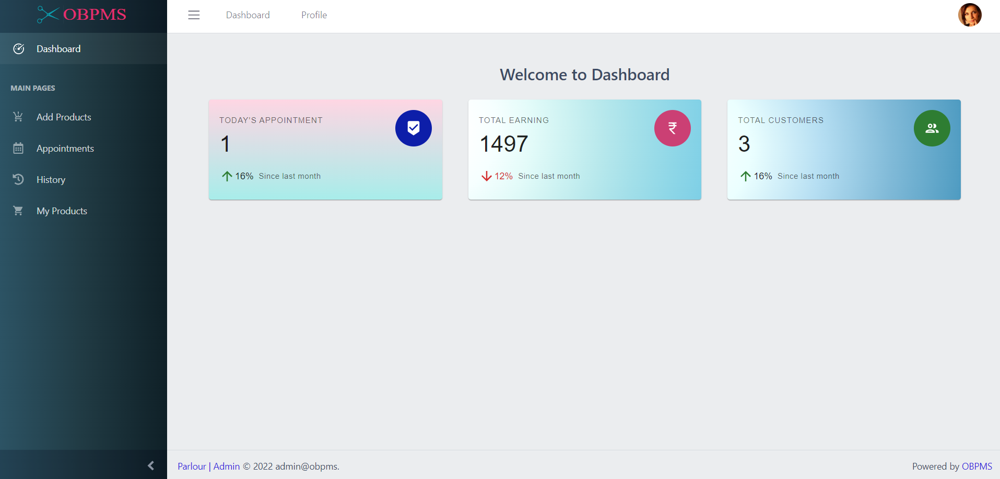 OBPMS
Dashboard
Profile
Dashboard
MAIN PAGES
Add Products
Appointments
History
My Products
Welcome to Dashboard
TODAY'S APPOINTMENT
1
16% Since last month
TOTAL EARNING
₹
1497
12% Since last month
TOTAL CUSTOMERS
3
16% Since last month
Parlour | Admin © 2022 admin@obpms.
Powered by OBPMS